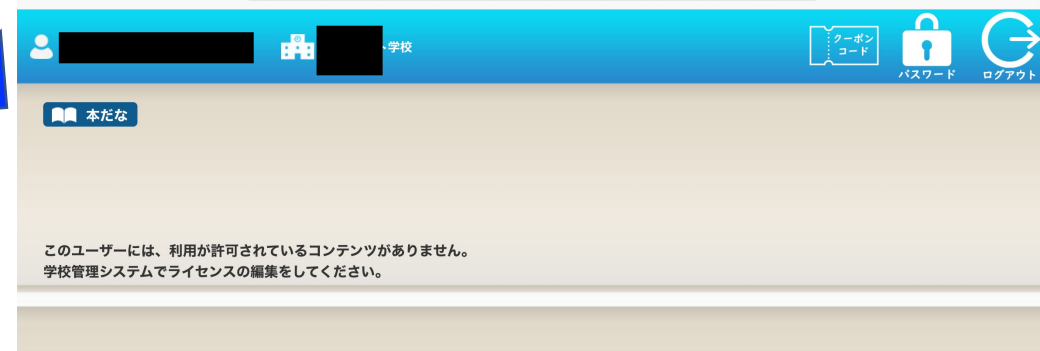 学校
クーポン
コード
パスワード
ログアウト
本だな
このユーザーには、利用が許可されているコンテンツがありません。
学校管理システムでライセンスの編集をしてください。